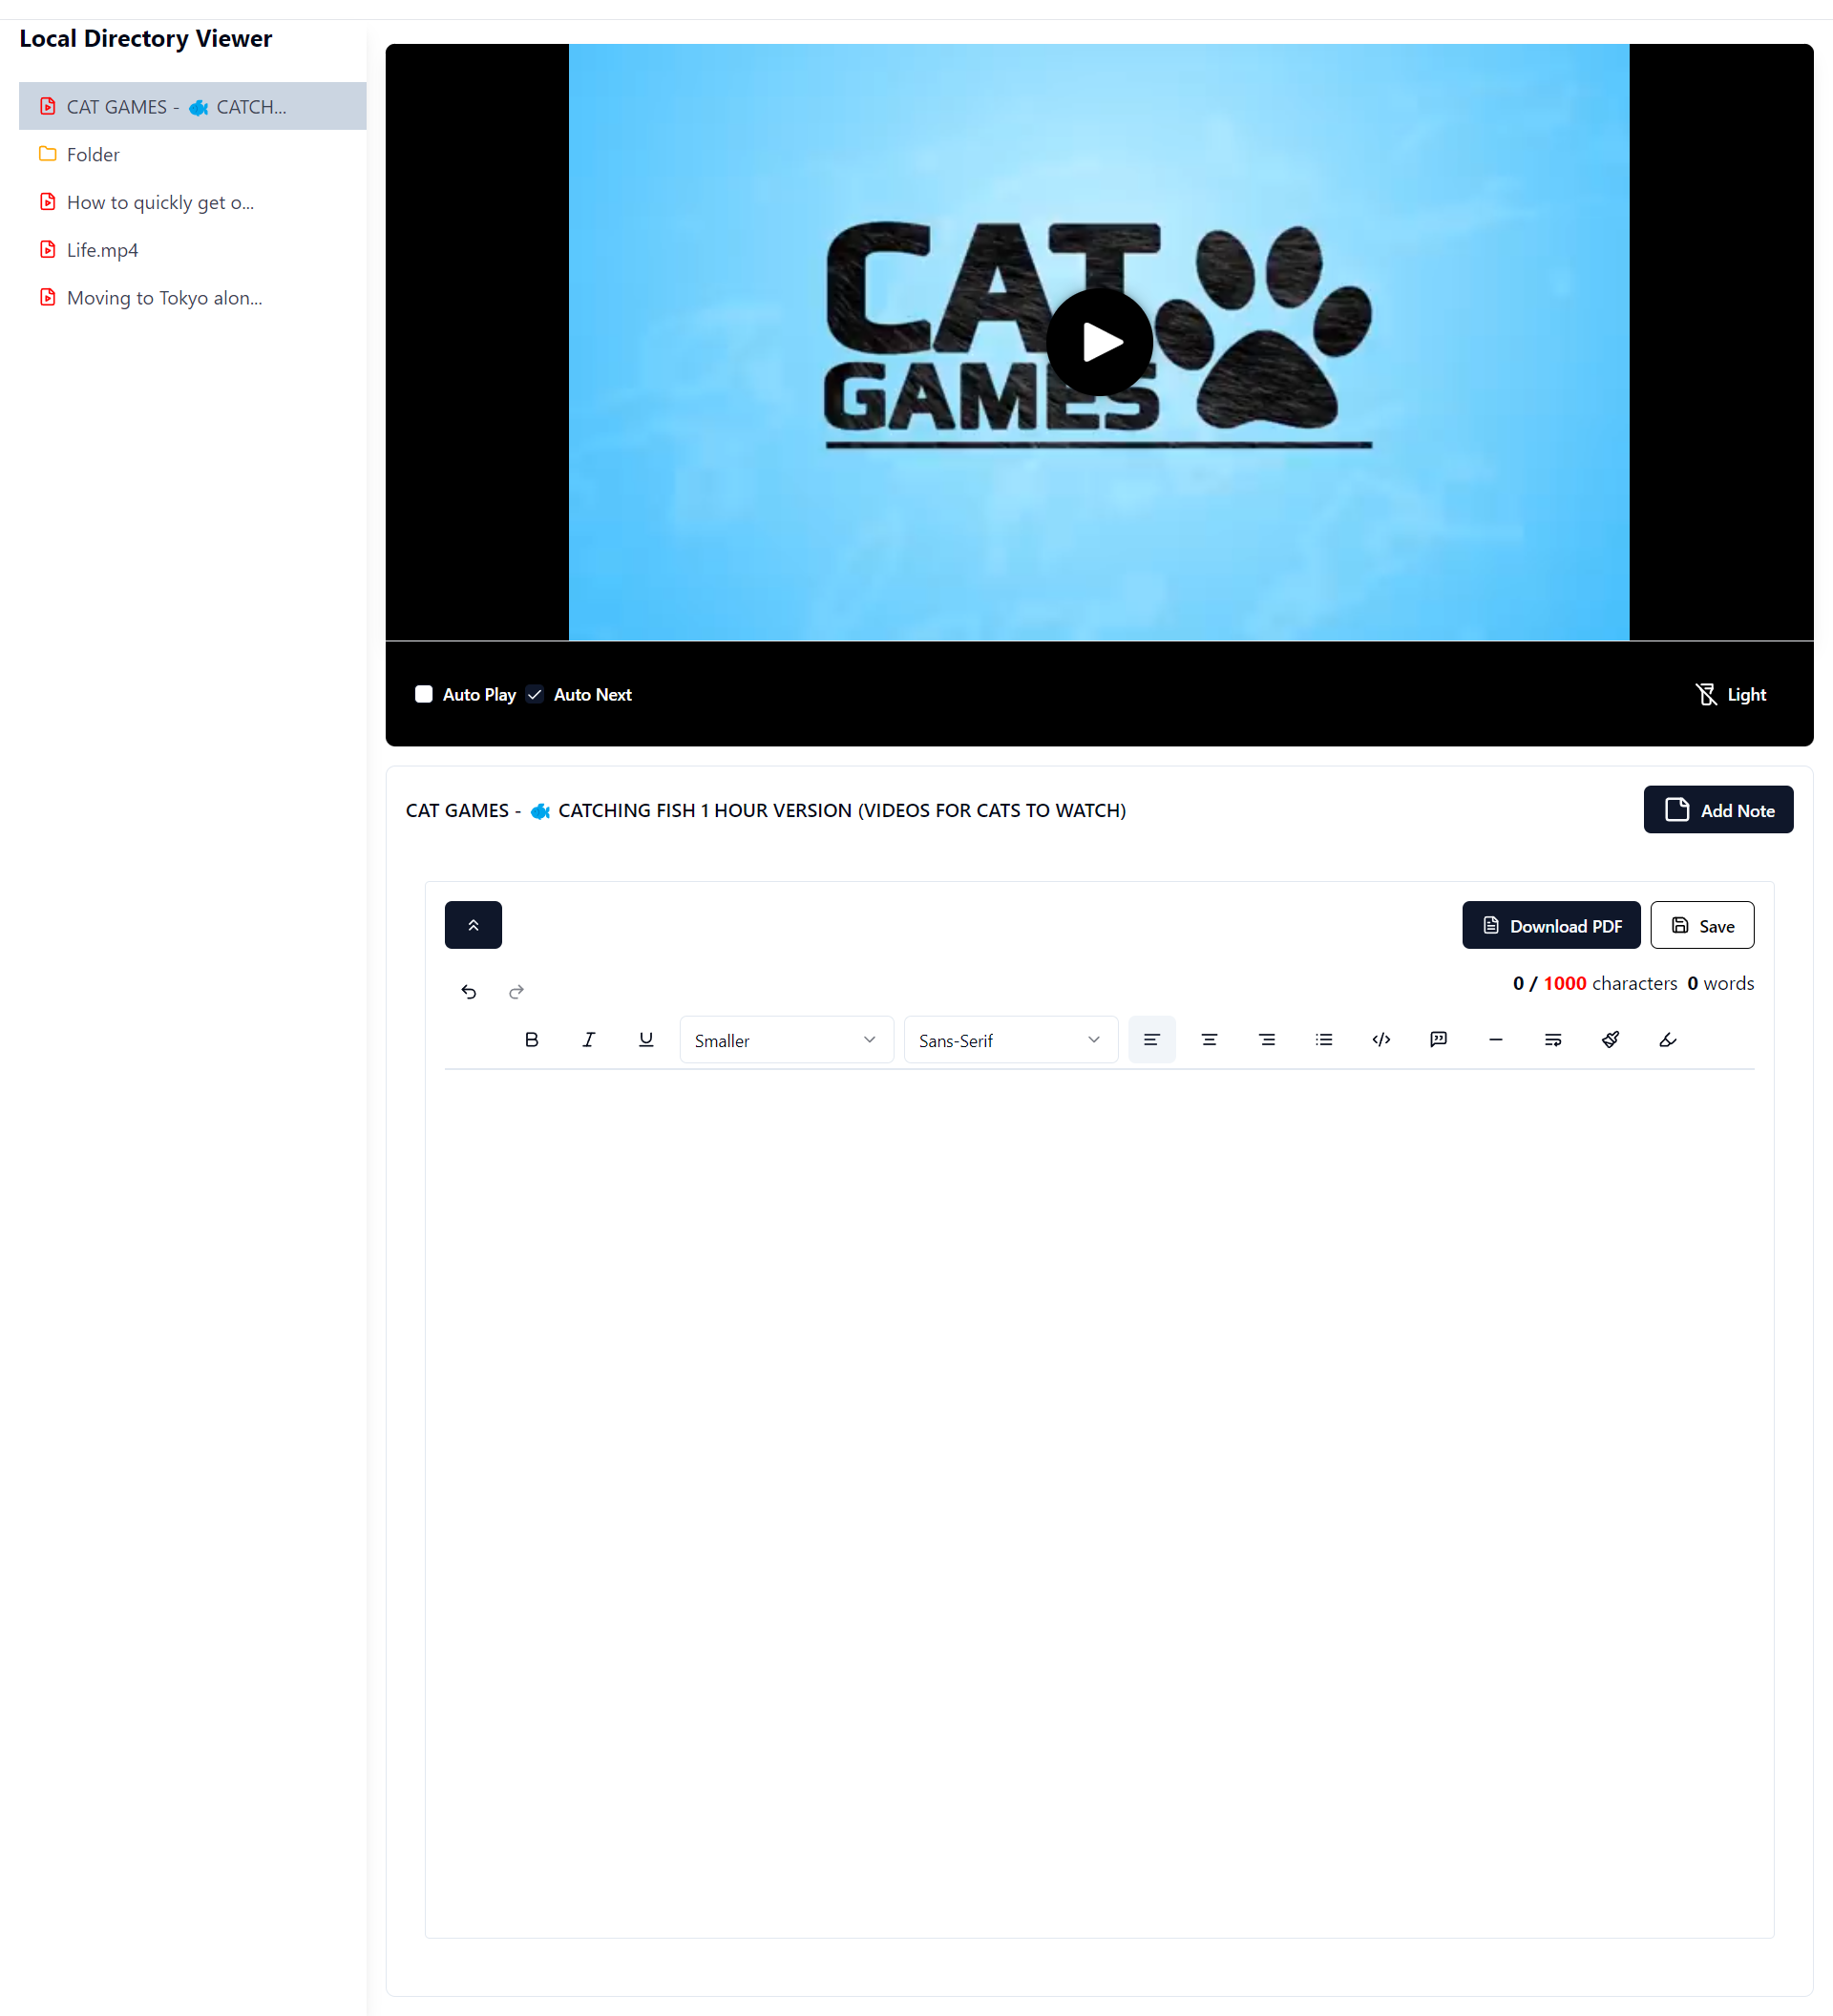 Local Directory Viewer
CAT GAMES - 🐟 CATCH...
Folder
How to quickly get o...
Life.mp4
Moving to Tokyo alon...
CAT
GAMES
Auto Play
Auto Next
Light
CAT GAMES - 🐟 CATCHING FISH 1 HOUR VERSION (VIDEOS FOR CATS TO WATCH)
Add Note
Download PDF
Save
0 / 1000 characters 0 words
B I U Smaller Sans-Serif